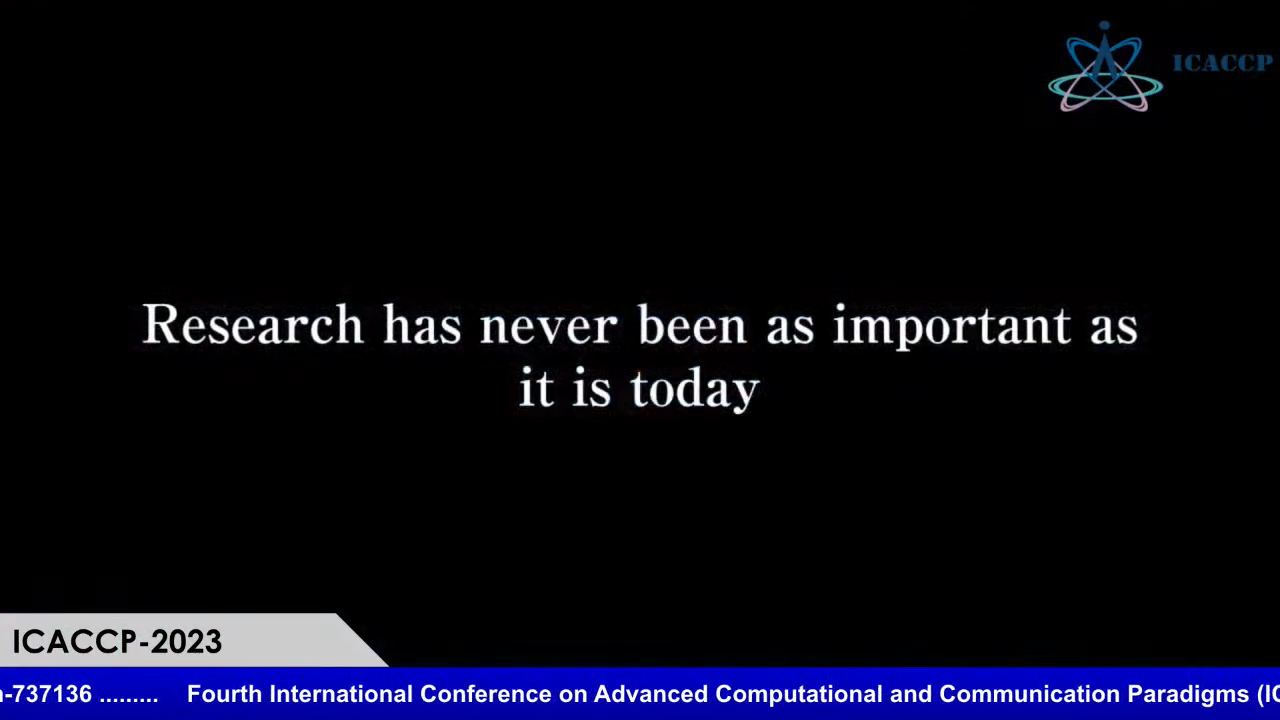 ICACCP
Research has never been as important as
it is today
ICACCP-2023
-737136 ......... Fourth International Conference on Advanced Computational and Communication Paradigms (IC